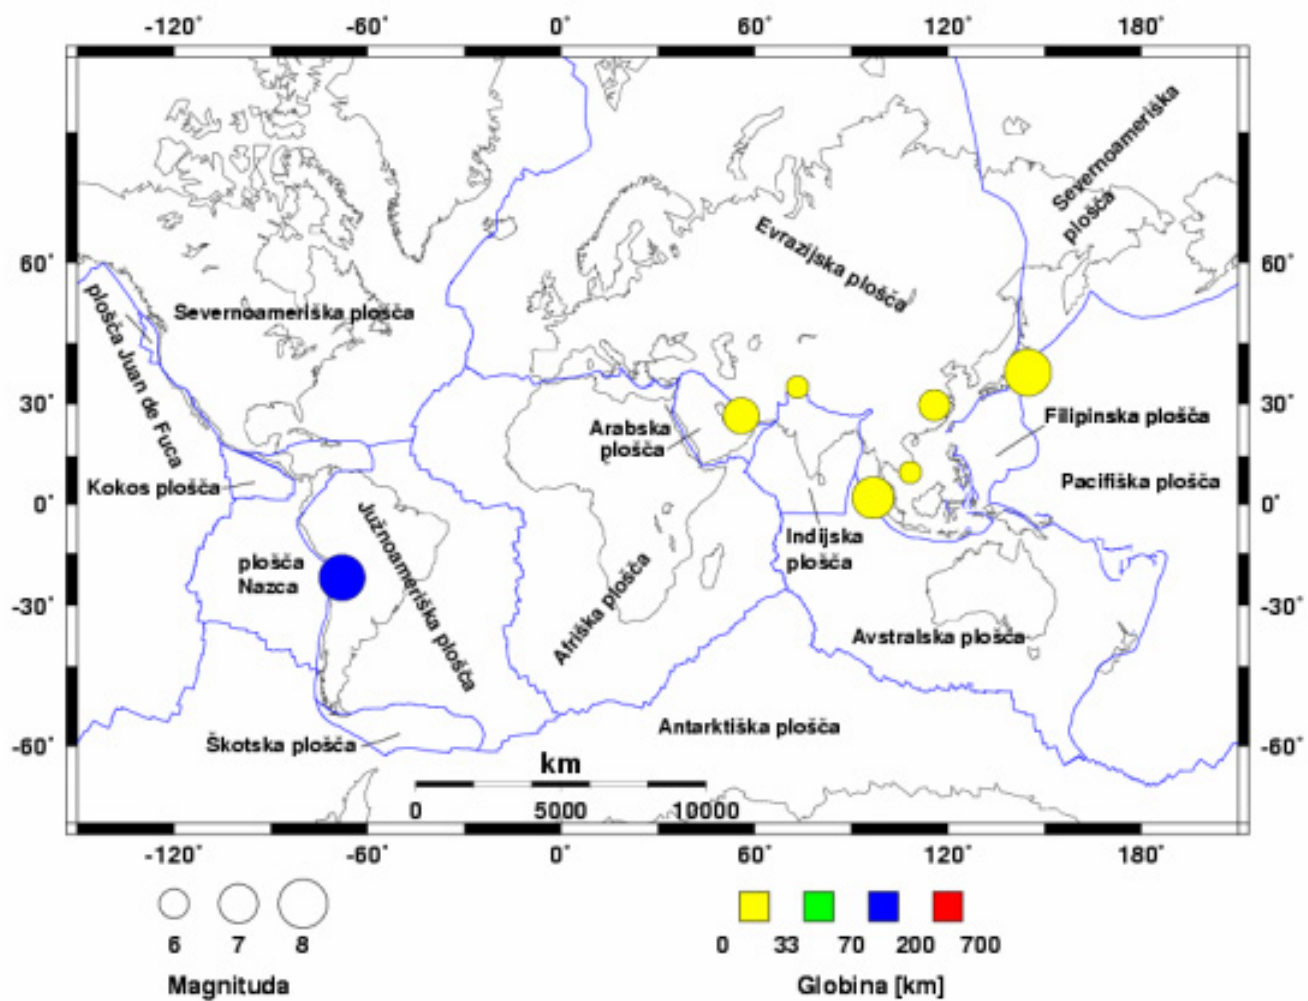 -120° -60° 0° 60° 120° 180°
Severnoameriška
plošča
Evrazijska plošča
60° 60°
plošča Juan de Fuca
Severnoameriška plošča
30° 30°
Arabska
plošča
Filipinska plošča
Kokos plošča
Pacifiška plošča
0° 0°
Južnoameriška plošča
Indijska
plošča
plošča
Nazca
Afriška plošča
-30° -30°
Avstralska plošča
Antarktiška plošča
Škotska plošča
-60° -60°
km
0 5000 10000
-120° -60° 0° 60° 120° 180°
6 7 8
0 33 70 200 700
Magnituda
Globina [km]